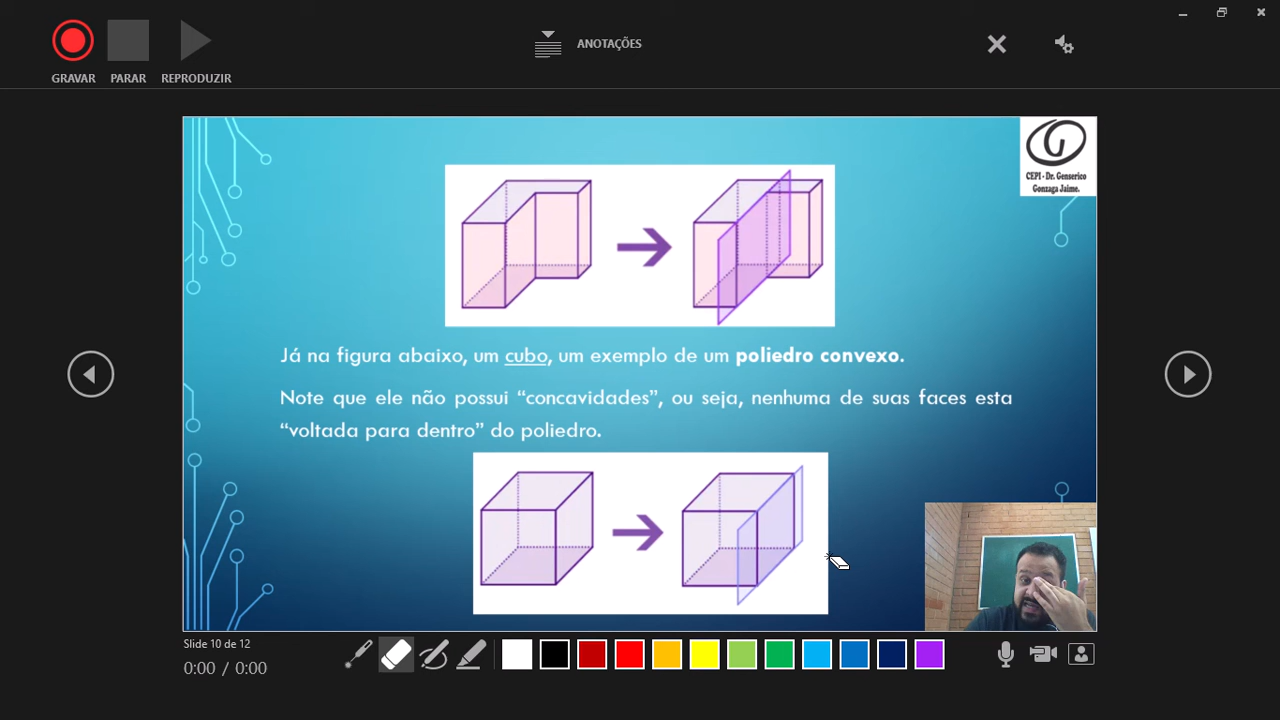 GRAVAR PARAR REPRODUZIR
ANOTAÇÕES
G
CEPI - Dr. Genserico
Gonzaga Jaime.
Já na figura abaixo, um cubo, um exemplo de um poliedro convexo.
Note que ele não possui “concavidades”, ou seja, nenhuma de suas faces esta
“voltada para dentro” do poliedro.
Slide 10 de 12
0:00 / 0:00